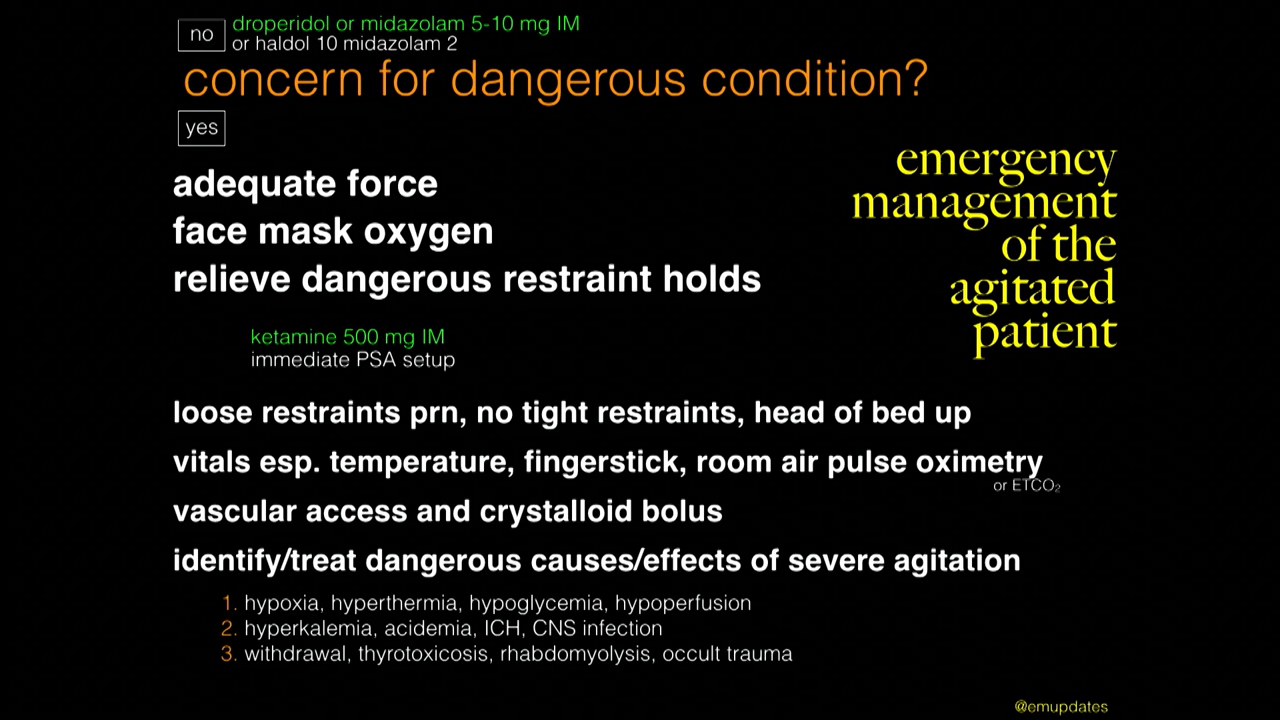 no
droperidol or midazolam 5-10 mg IM
or haldol 10 midazolam 2
concern for dangerous condition?
yes
adequate force
face mask oxygen
relieve dangerous restraint holds
emergency
management
of the
agitated
patient
ketamine 500 mg IM
immediate PSA setup
loose restraints prn, no tight restraints, head of bed up
vitals esp. temperature, fingerstick, room air pulse oximetry
or ETCO₂
vascular access and crystalloid bolus
identify/treat dangerous causes/effects of severe agitation
1. hypoxia, hyperthermia, hypoglycemia, hypoperfusion
2. hyperkalemia, acidemia, ICH, CNS infection
3. withdrawal, thyrotoxicosis, rhabdomyolysis, occult trauma
@emupdates